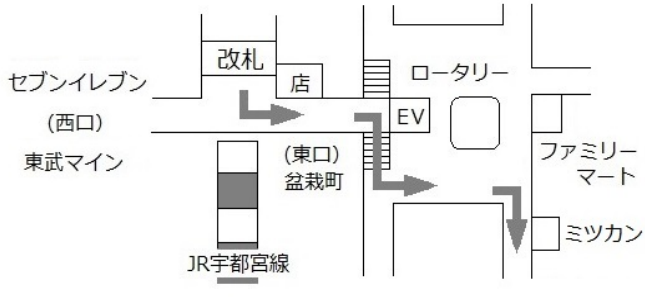 改札
店
ロータリー
セブンイレブン
(西口)
東武マイン
EV
(東口)
盆栽町
ファミリー
マート
ミツカン
JR宇都宮線